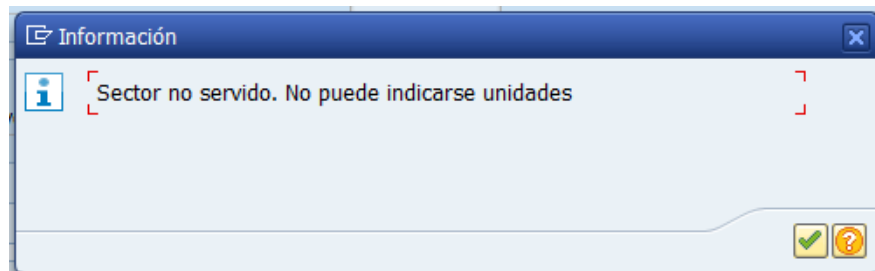 Información
Sector no servido. No puede indicarse unidades